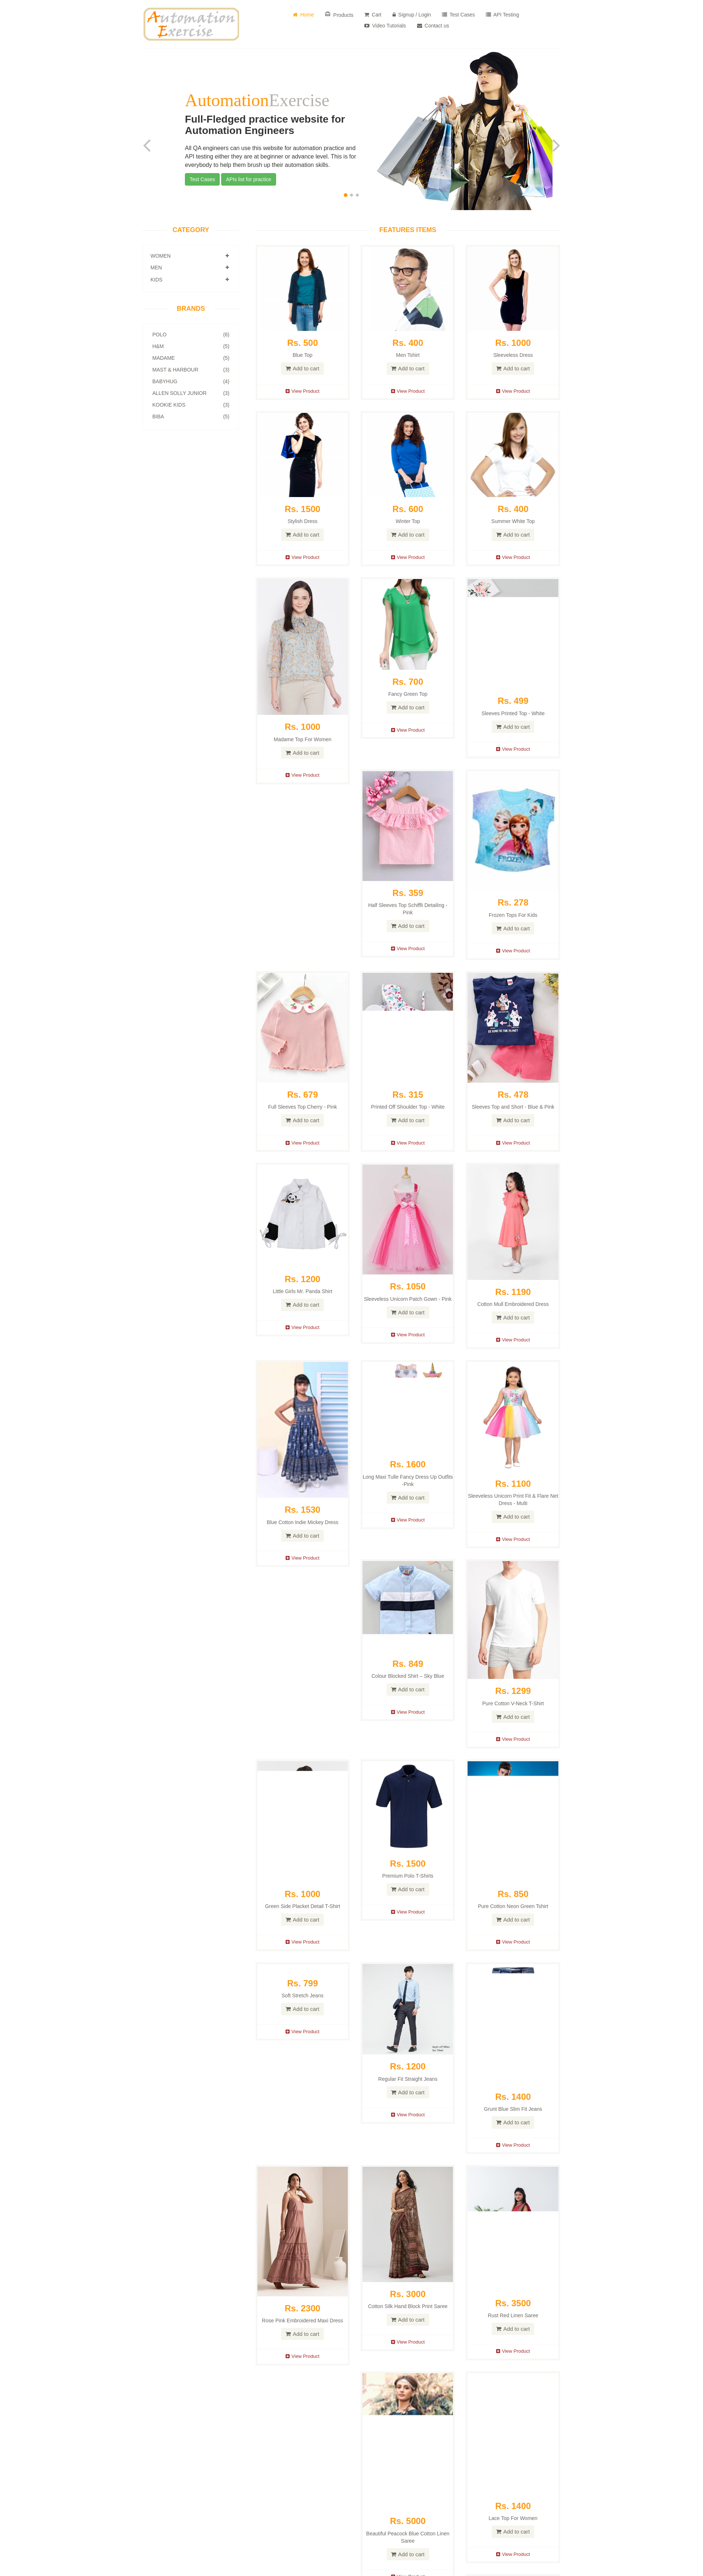 Automation
Exercise
Home
Products
Cart
Signup / Login
Test Cases
API Testing
Video Tutorials
Contact us
AutomationExercise
Full-Fledged practice website for
Automation Engineers
All QA engineers can use this website for automation practice and
API testing either they are at beginner or advance level. This is for
everybody to help them brush up their automation skills.
Test Cases
APIs list for practice
CATEGORY
WOMEN
MEN
KIDS
BRANDS
POLO (6)
H&M (5)
MADAME (5)
MAST & HARBOUR (3)
BABYHUG (4)
ALLEN SOLLY JUNIOR (3)
KOOKIE KIDS (3)
BIBA (5)
FEATURES ITEMS
Rs. 500
Blue Top
Add to cart
View Product
Rs. 400
Men Tshirt
Add to cart
View Product
Rs. 1000
Sleeveless Dress
Add to cart
View Product
Rs. 1500
Stylish Dress
Add to cart
View Product
Rs. 600
Winter Top
Add to cart
View Product
Rs. 400
Summer White Top
Add to cart
View Product
Rs. 1000
Madame Top For Women
Add to cart
View Product
Rs. 700
Fancy Green Top
Add to cart
View Product
Rs. 499
Sleeves Printed Top - White
Add to cart
View Product
Rs. 359
Half Sleeves Top Schiffli Detailing -
Pink
Add to cart
View Product
FROZEN
Rs. 278
Frozen Tops For Kids
Add to cart
View Product
Rs. 679
Full Sleeves Top Cherry - Pink
Add to cart
View Product
Rs. 315
Printed Off Shoulder Top - White
Add to cart
View Product
Rs. 478
Sleeves Top and Short - Blue & Pink
Add to cart
View Product
Rs. 1200
Little Girls Mr. Panda Shirt
Add to cart
View Product
Rs. 1050
Sleeveless Unicorn Patch Gown - Pink
Add to cart
View Product
Rs. 1190
Cotton Mull Embroidered Dress
Add to cart
View Product
Rs. 1530
Blue Cotton Indie Mickey Dress
Add to cart
View Product
Rs. 1600
Long Maxi Tulle Fancy Dress Up Outfits
-Pink
Add to cart
View Product
Rs. 1100
Sleeveless Unicorn Print Fit & Flare Net
Dress - Multi
Add to cart
View Product
Rs. 849
Colour Blocked Shirt – Sky Blue
Add to cart
View Product
Rs. 1299
Pure Cotton V-Neck T-Shirt
Add to cart
View Product
Rs. 1000
Green Side Placket Detail T-Shirt
Add to cart
View Product
Rs. 1500
Premium Polo T-Shirts
Add to cart
View Product
Rs. 850
Pure Cotton Neon Green Tshirt
Add to cart
View Product
Rs. 799
Soft Stretch Jeans
Add to cart
View Product
Rs. 1200
Regular Fit Straight Jeans
Add to cart
View Product
Rs. 1400
Grunt Blue Slim Fit Jeans
Add to cart
View Product
Rs. 2300
Rose Pink Embroidered Maxi Dress
Add to cart
View Product
Rs. 3000
Cotton Silk Hand Block Print Saree
Add to cart
View Product
Rs. 3500
Rust Red Linen Saree
Add to cart
View Product
Rs. 5000
Beautiful Peacock Blue Cotton Linen
Saree
Add to cart
Rs. 1400
Lace Top For Women
Add to cart
View Product